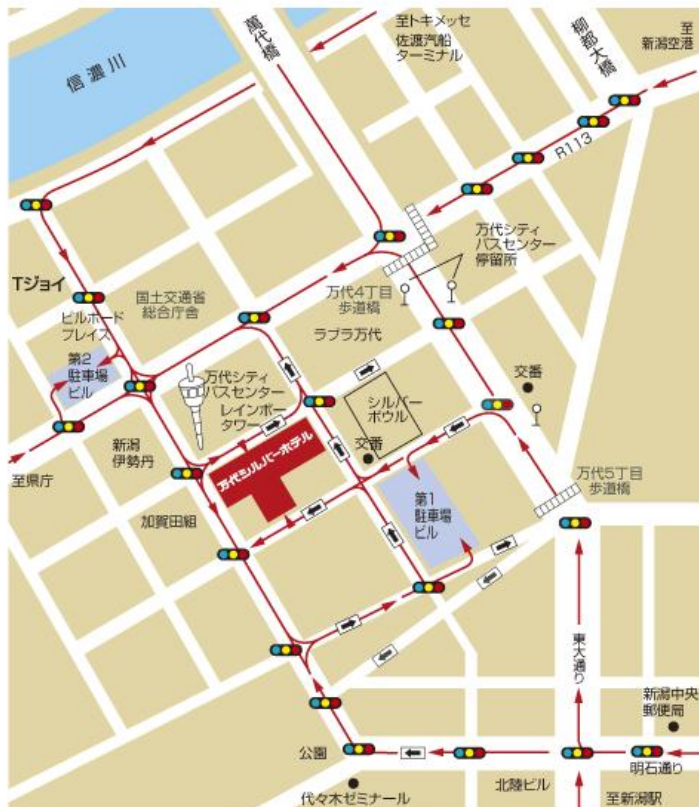 信濃川
萬代橋
至トキメッセ
佐渡汽船
ターミナル
柳都大橋
至
新潟空港
R113
万代シティ
バスセンター
停留所
Tジョイ
国土交通省
総合庁舎
万代4丁目
歩道橋
ビルボード
プレイス
第2
駐車場
ビル
ラブラ万代
万代シティ
バスセンター
レインボー
タワー
シルバー
ボウル
交番
交番
新潟
伊勢丹
至県庁
万代シルバーホテル
第1
駐車場
ビル
万代5丁目
歩道橋
加賀田組
東大通り
新潟中央
郵便局
公園
明石通り
北陸ビル
代々木ゼミナール
至新潟駅